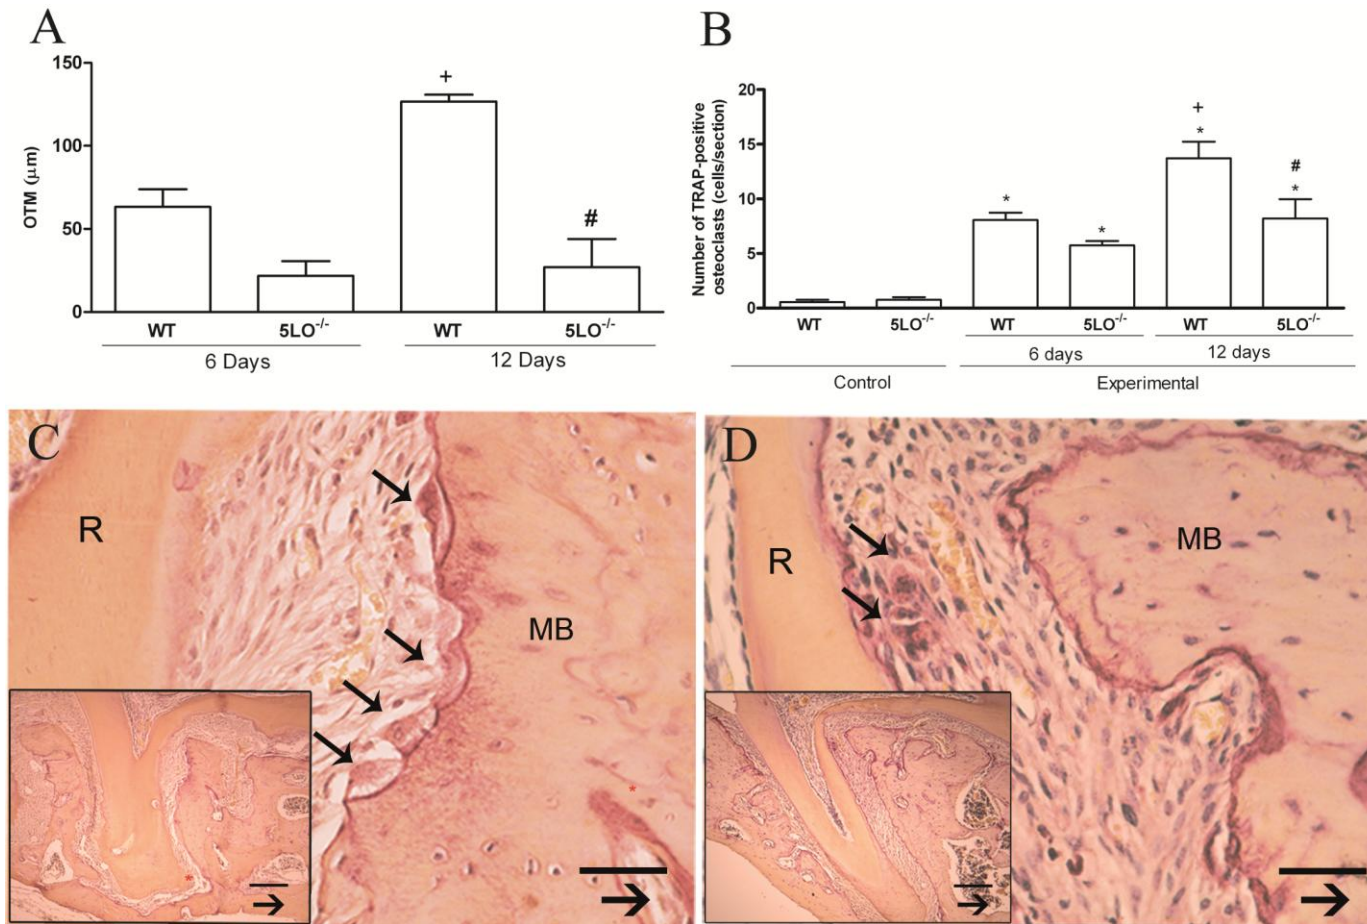 A
OTM (μm)
150
100
50
0
+
#
WT
5LO-/-
WT
5LO-/-
6 Days
12 Days
B
Number of TRAP-positive
osteoclasts (cells/section)
20
15
10
5
0
*
*
+
*
#
*
WT
5LO-/-
WT
5LO-/-
WT
5LO-/-
6 days
12 days
Control
Experimental
C
R
MB
*
*
D
R
MB